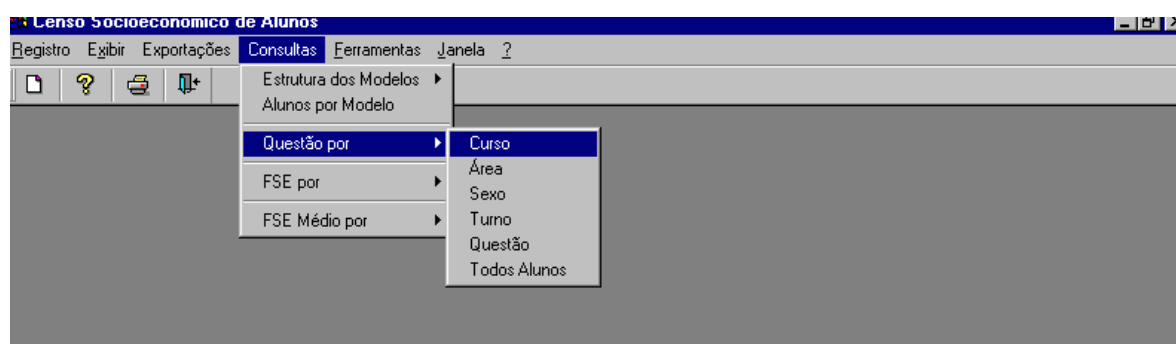 Censo Socioeconomico de Alunos
Registro Exibir Exportações Consultas Ferramentas Janela ?
Estrutura dos Modelos
Alunos por Modelo
Questão por
FSE por
FSE Médio por
Curso
Área
Sexo
Turno
Questão
Todos Alunos